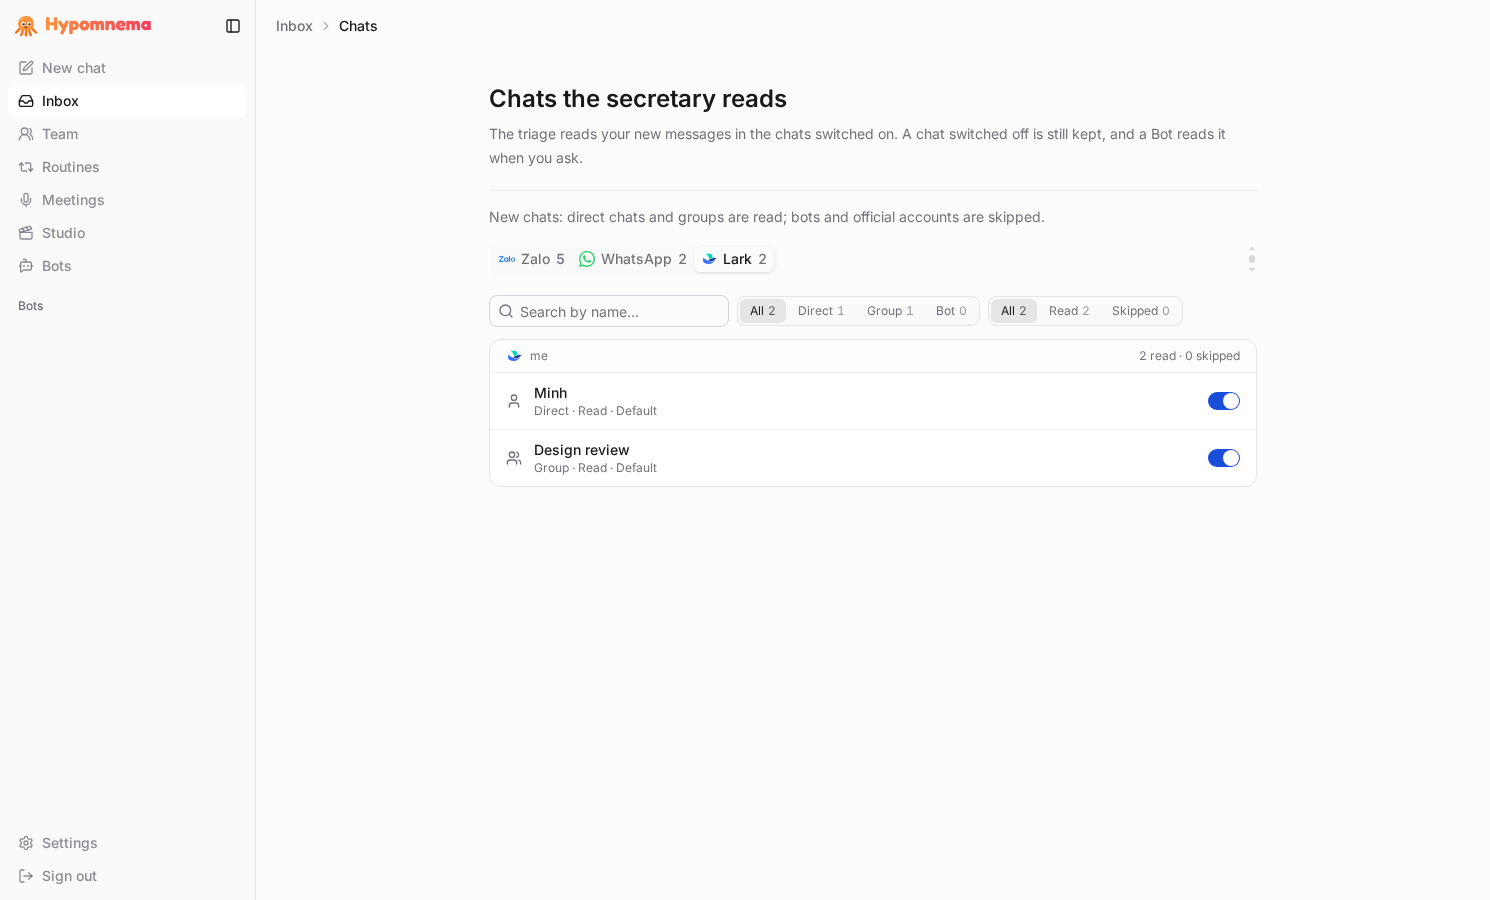 Hypomnema
Inbox > Chats
New chat
Inbox
Team
Routines
Meetings
Studio
Bots
Bots
Settings
Sign out
Chats the secretary reads
The triage reads your new messages in the chats switched on. A chat switched off is still kept, and a Bot reads it
when you ask.
New chats: direct chats and groups are read; bots and official accounts are skipped.
Zalo Zalo 5 WhatsApp 2 Lark 2
Search by name...
All 2 Direct 1 Group 1 Bot 0
All 2 Read 2 Skipped 0
me 2 read · 0 skipped
Minh
Direct · Read · Default
Design review
Group · Read · Default